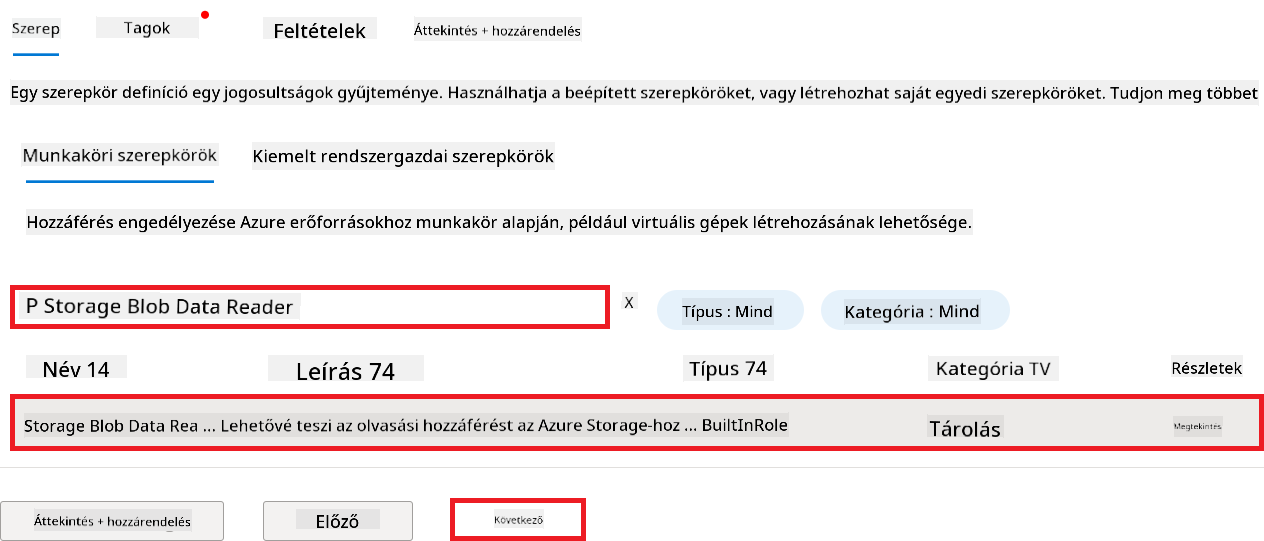 Szerep Tagok Feltételek Áttekintés + hozzárendelés
Egy szerepkör definíció egy jogosultságok gyűjteménye. Használhatja a beépített szerepköröket, vagy létrehozhat saját egyedi szerepköröket. Tudjon meg többet
Munkaköri szerepkörök Kiemelt rendszergazdai szerepkörök
Hozzáférés engedélyezése Azure erőforrásokhoz munkakör alapján, például virtuális gépek létrehozásának lehetősége.
P Storage Blob Data Reader X Típus : Mind Kategória : Mind
Név 14 Leírás 74 Típus 74 Kategória TV Részletek
Storage Blob Data Rea ... Lehetővé teszi az olvasási hozzáférést az Azure Storage-hoz ... BuiltInRole Tárolás Megtekintés
Áttekintés + hozzárendelés Előző Következő